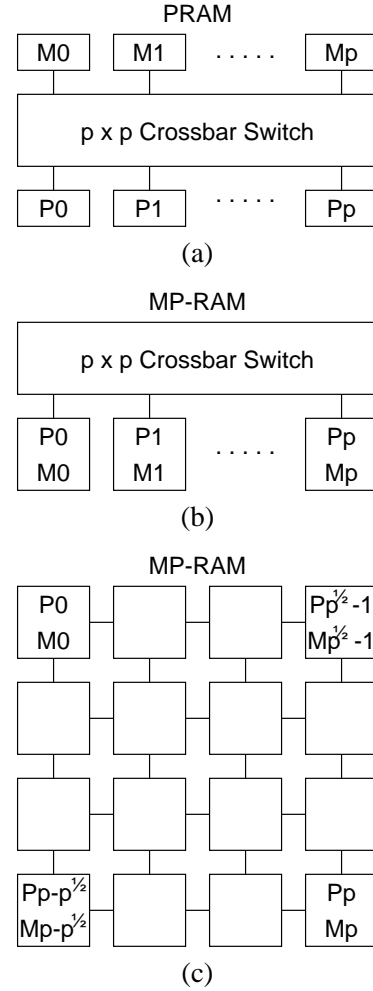 PRAM
M0 M1 . . . . . Mp
p x p Crossbar Switch
P0 P1 . . . . . Pp
(a)
MP-RAM
p x p Crossbar Switch
P0 P1 Pp
. . . . .
M0 M1 Mp
(b)
MP-RAM
P0 Pp½ -1
M0 Mp½ -1
Pp-p½ Pp
Mp-p½ Mp
(c)